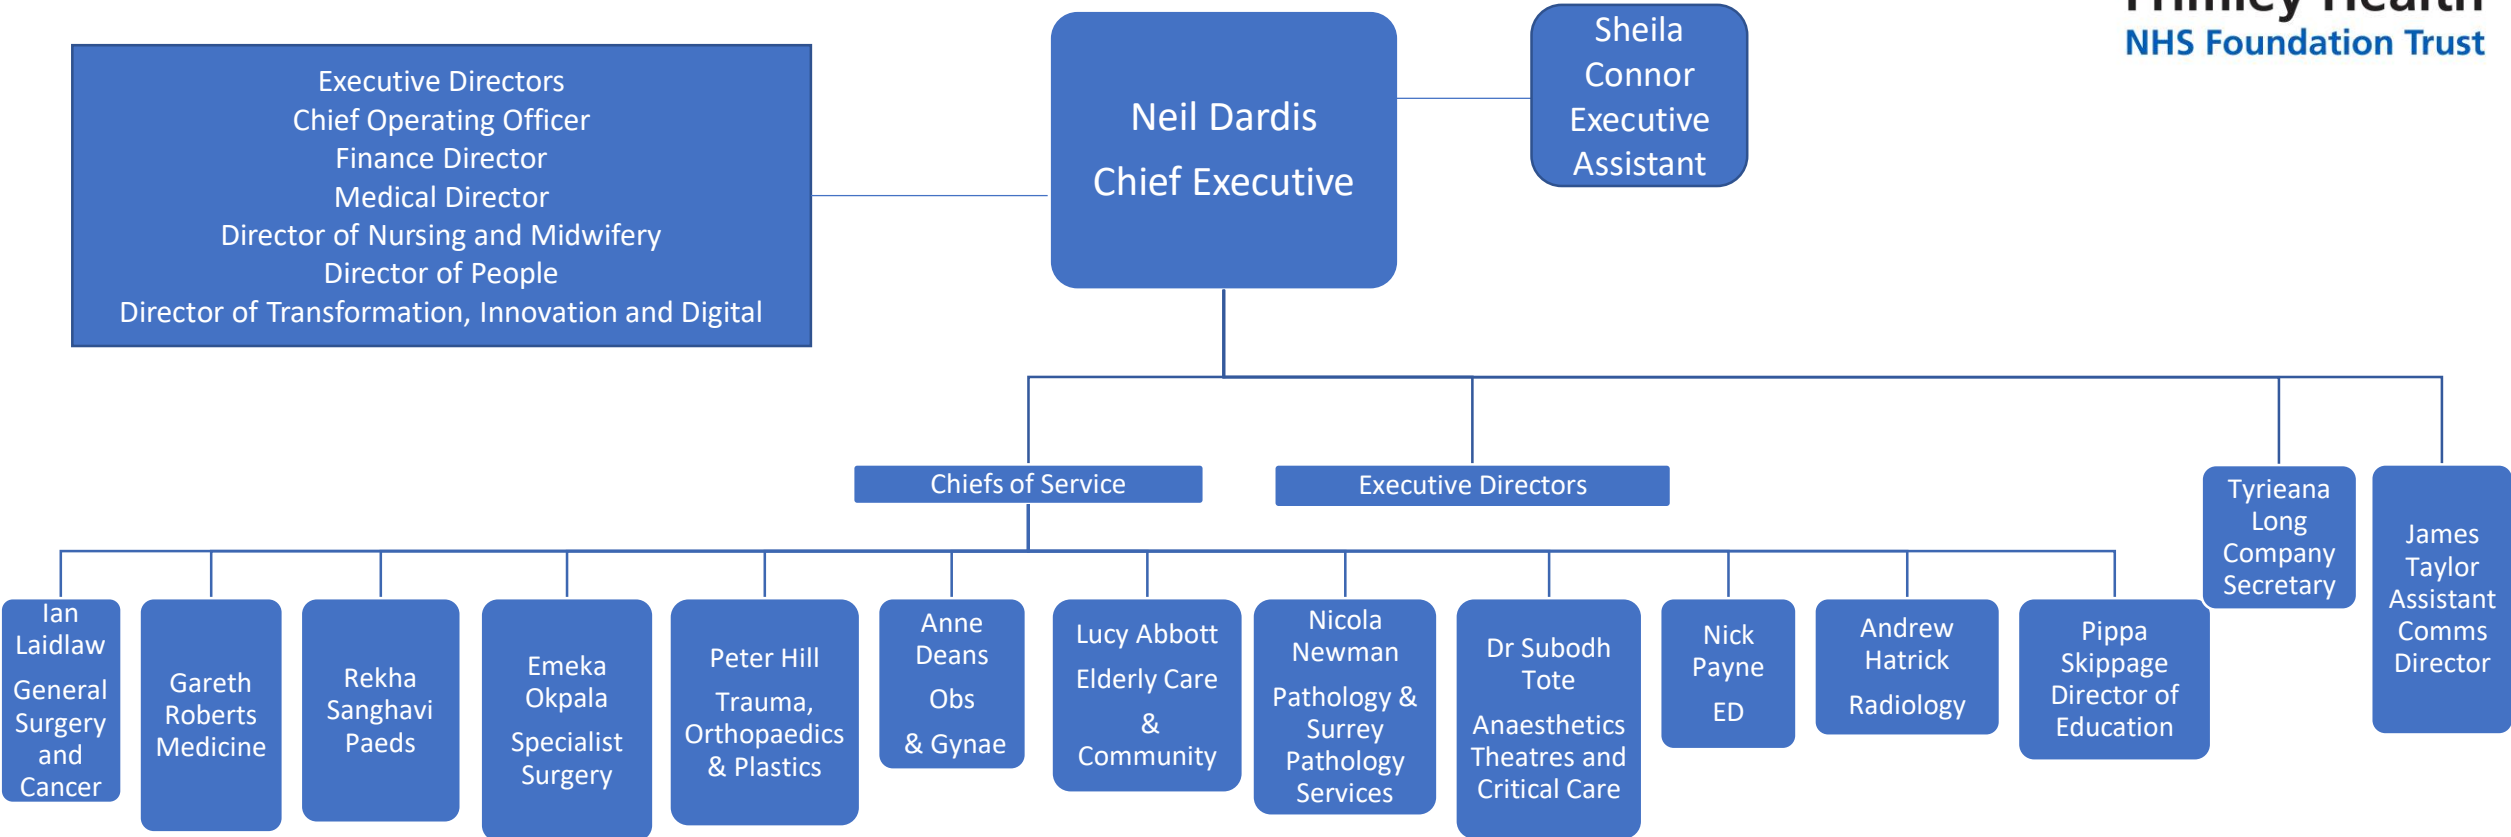 Frimley Health
NHS Foundation Trust
Executive Directors
Chief Operating Officer
Finance Director
Medical Director
Director of Nursing and Midwifery
Director of People
Director of Transformation, Innovation and Digital
Neil Dardis
Chief Executive
Sheila
Connor
Executive
Assistant
Chiefs of Service
Executive Directors
Tyrieana
Long
Company
Secretary
James
Taylor
Assistant
Comms
Director
Ian
Laidlaw
General
Surgery
and
Cancer
Gareth
Roberts
Medicine
Rekha
Sanghavi
Paeds
Emeka
Okpala
Specialist
Surgery
Peter Hill
Trauma,
Orthopaedics
& Plastics
Anne
Deans
Obs
& Gynae
Lucy Abbott
Elderly Care
&
Community
Nicola
Newman
Pathology &
Surrey
Pathology
Services
Dr Subodh
Tote
Anaesthetics
Theatres and
Critical Care
Nick
Payne
ED
Andrew
Hatrick
Radiology
Pippa
Skippage
Director of
Education